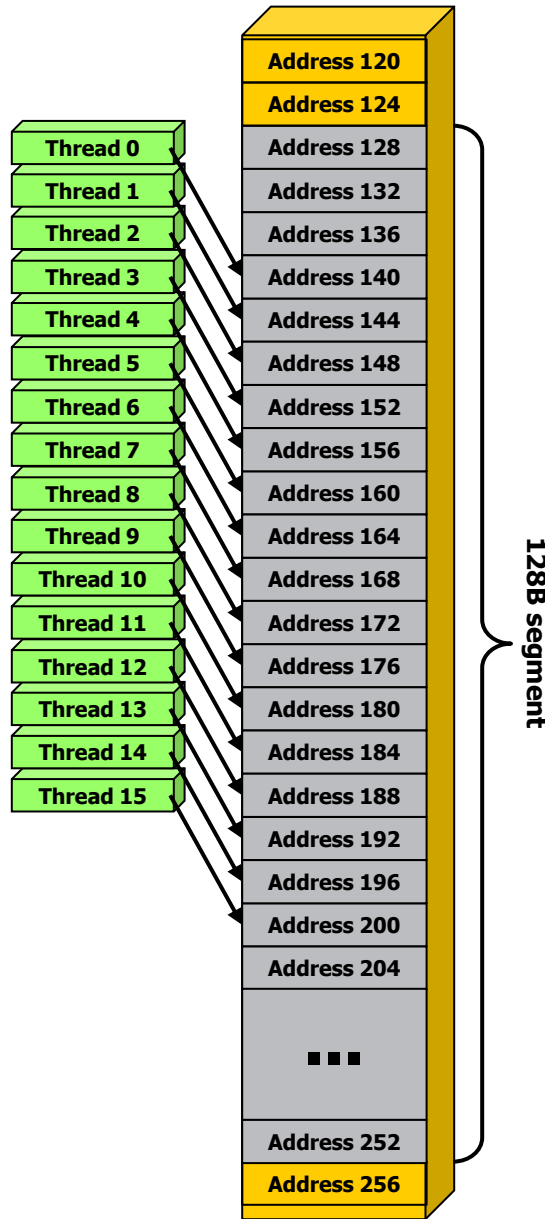 Address 120
Address 124
Thread 0
Address 128
Thread 1
Address 132
Thread 2
Address 136
Thread 3
Address 140
Thread 4
Address 144
Thread 5
Address 148
Thread 6
Address 152
Thread 7
Address 156
Thread 8
Address 160
Thread 9
Address 164
Thread 10
Address 168
Thread 11
Address 172
Thread 12
Address 176
Thread 13
Address 180
Thread 14
Address 184
Thread 15
Address 188
Address 192
Address 196
Address 200
Address 204
...
Address 252
Address 256
128B segment